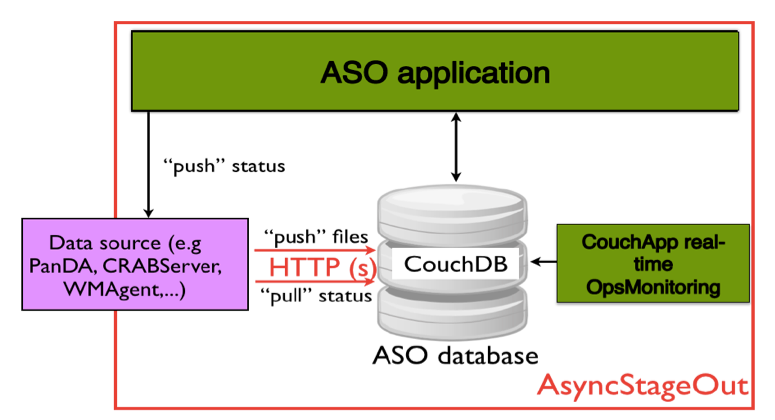 ASO application
“push” status
Data source (e.g
PanDA, CRABServer,
WMAgent,...)
“push” files
HTTP (s)
“pull” status
CouchDB
ASO database
CouchApp real-
time
OpsMonitoring
AsyncStageOut